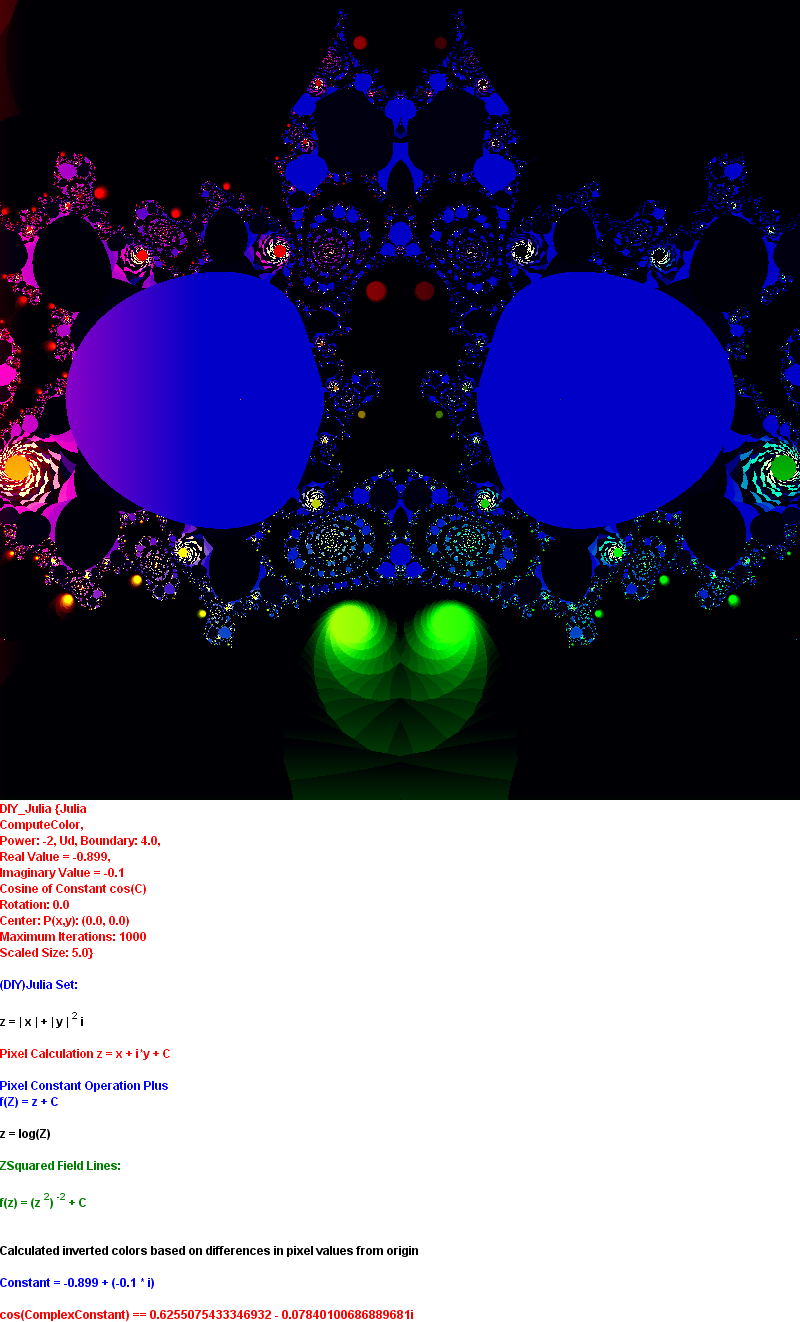 DIY_Julia {Julia
ComputeColor,
Power: -2, Ud, Boundary: 4.0,
Real Value = -0.899,
Imaginary Value = -0.1
Cosine of Constant cos(C)
Rotation: 0.0
Center: P(x,y): (0.0, 0.0)
Maximum Iterations: 1000
Scaled Size: 5.0}
(DIY)Julia Set:
z = | x | + | y | ² i
Pixel Calculation z = x + i*y + C
Pixel Constant Operation Plus
f(Z) = z + C
z = log(Z)
ZSquared Field Lines:
f(z) = (z ²) ⁻² + C
Calculated inverted colors based on differences in pixel values from origin
Constant = -0.899 + (-0.1 * i)
cos(ComplexConstant) == 0.6255075433346932 - 0.07840100686889681i